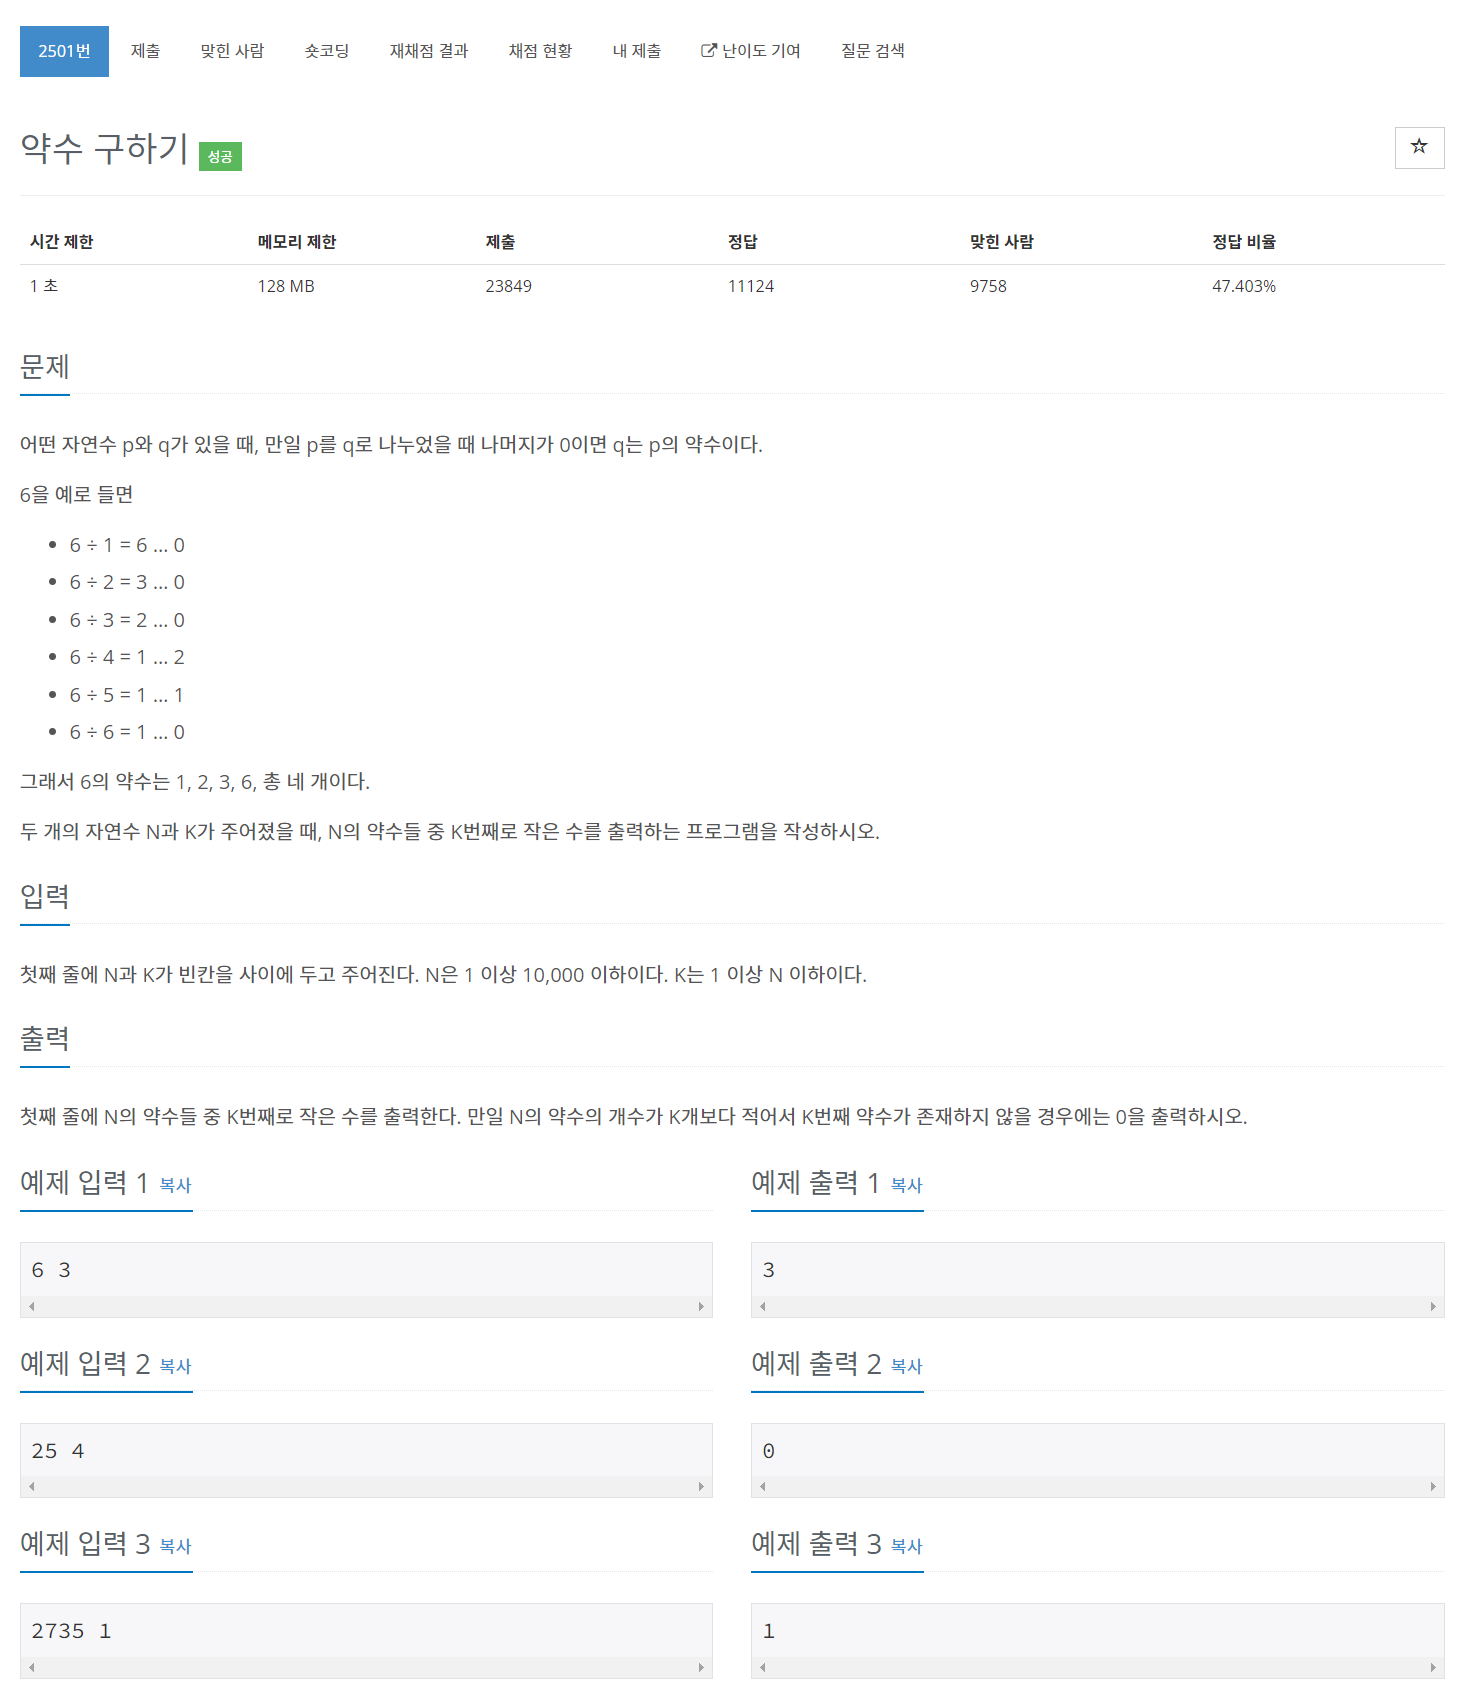 2501번 제출 맞힌 사람 숏코딩 재채점 결과 채점 현황 내 제출 난이도 기여 질문 검색
약수 구하기 성공
시간 제한 메모리 제한 제출 정답 맞힌 사람 정답 비율
1 초 128 MB 23849 11124 9758 47.403%
문제
어떤 자연수 p와 q가 있을 때, 만일 p를 q로 나누었을 때 나머지가 0이면 q는 p의 약수이다.
6을 예로 들면
• 6 ÷ 1 = 6 ... 0
• 6 ÷ 2 = 3 ... 0
• 6 ÷ 3 = 2 ... 0
• 6 ÷ 4 = 1 ... 2
• 6 ÷ 5 = 1 ... 1
• 6 ÷ 6 = 1 ... 0
그래서 6의 약수는 1, 2, 3, 6, 총 네 개이다.
두 개의 자연수 N과 K가 주어졌을 때, N의 약수들 중 K번째로 작은 수를 출력하는 프로그램을 작성하시오.
입력
첫째 줄에 N과 K가 빈칸을 사이에 두고 주어진다. N은 1 이상 10,000 이하이다. K는 1 이상 N 이하이다.
출력
첫째 줄에 N의 약수들 중 K번째로 작은 수를 출력한다. 만일 N의 약수의 개수가 K개보다 적어서 K번째 약수가 존재하지 않을 경우에는 0을 출력하시오.
예제 입력 1 복사 예제 출력 1 복사
6 3 3
예제 입력 2 복사 예제 출력 2 복사
25 4 0
예제 입력 3 복사 예제 출력 3 복사
2735 1 1